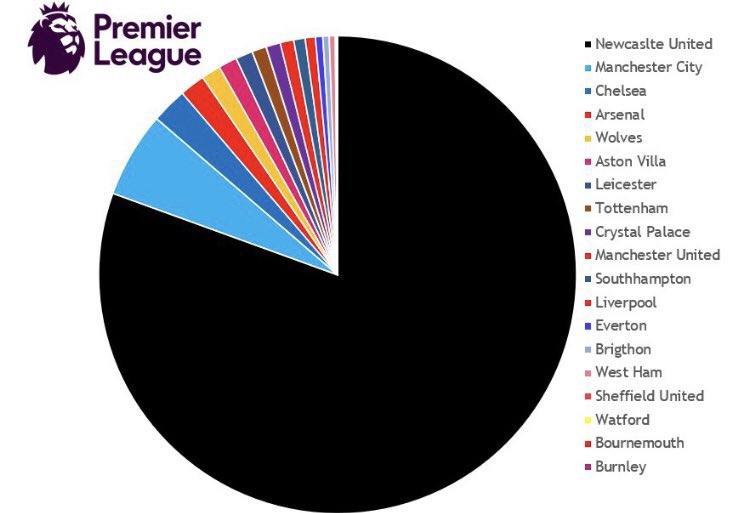 Premier
League
Newcaslte United
Manchester City
Chelsea
Arsenal
Wolves
Aston Villa
Leicester
Tottenham
Crystal Palace
Manchester United
Southhampton
Liverpool
Everton
Brigthon
West Ham
Sheffield United
Watford
Bournemouth
Burnley